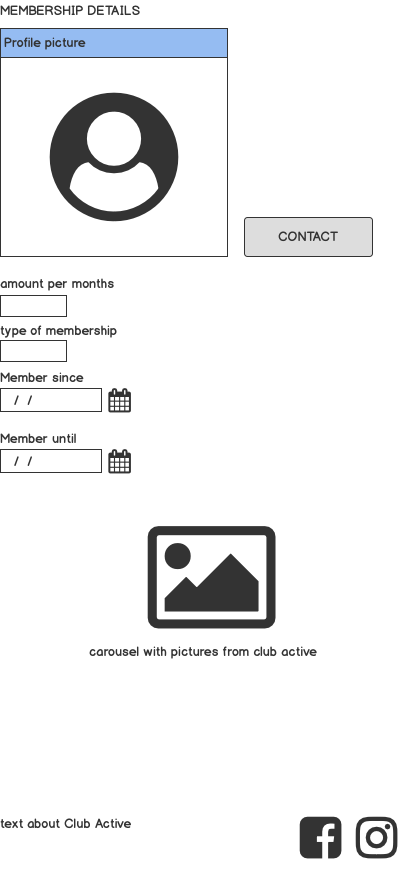 MEMBERSHIP DETAILS
Profile picture
CONTACT
amount per months
type of membership
Member since
/ /
Member until
/ /
carousel with pictures from club active
text about Club Active